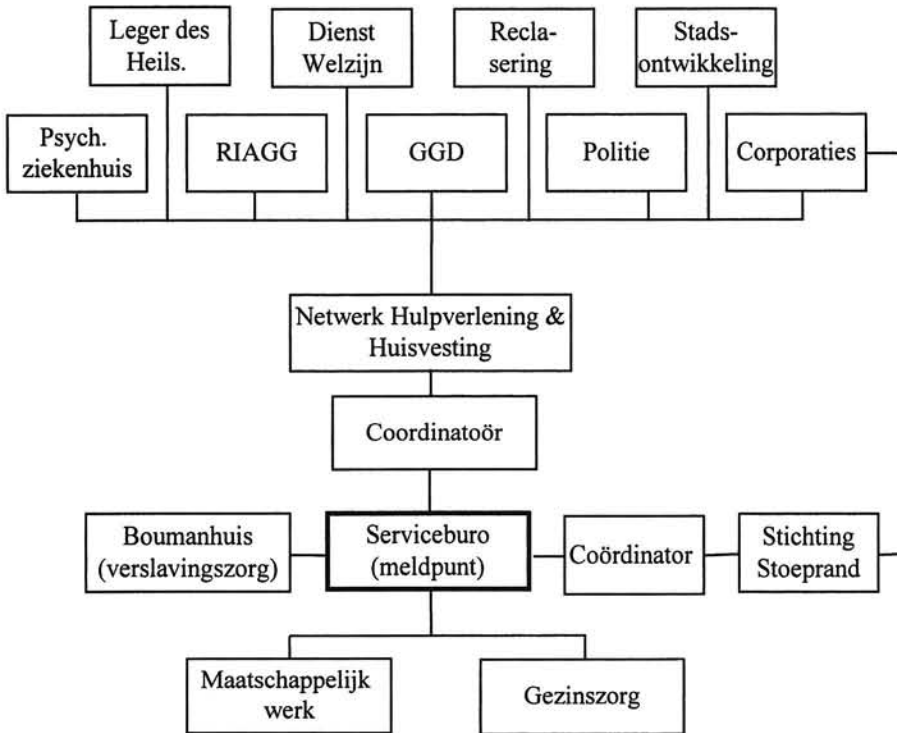 Leger des
Heils.
Dienst
Welzijn
Recla-
sering
Stads-
ontwikkeling
Psych.
ziekenhuis
RIAGG
GGD
Politie
Corporaties
Netwerk Hulpverlening &
Huisvesting
Coordinatoör
Boumanhuis
(verslavingszorg)
Serviceburo
(meldpunt)
Coördinator
Stichting
Stoeprand
Maatschappelijk
werk
Gezinszorg